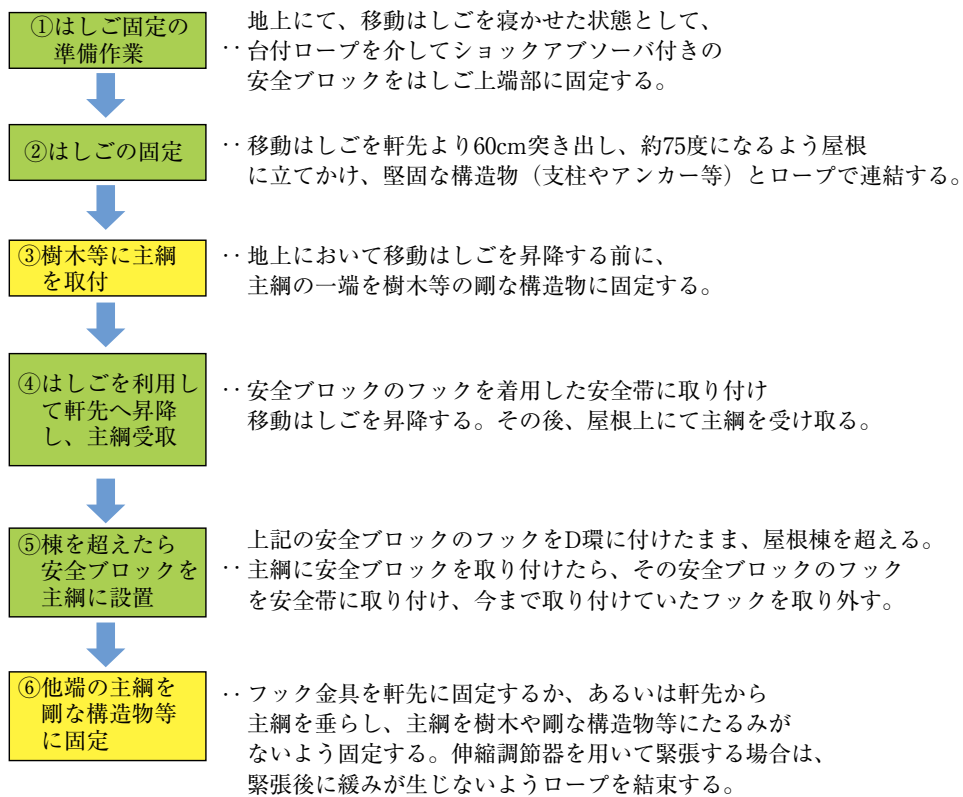 ①はしご固定の
準備作業
地上にて、移動はしごを寝かせた状態として、
‥台付ロープを介してショックアブソーバ付きの
安全ブロックをはしご上端部に固定する。
②はしごの固定
‥移動はしごを軒先より60cm突き出し、約75度になるよう屋根
に立てかけ、堅固な構造物（支柱やアンカー等）とロープで連結する。
③樹木等に主綱
を取付
‥地上において移動はしごを昇降する前に、
主綱の一端を樹木等の剛な構造物に固定する。
④はしごを利用し
て軒先へ昇降
し、主綱受取
‥安全ブロックのフックを着用した安全帯に取り付け
移動はしごを昇降する。その後、屋根上にて主綱を受け取る。
⑤棟を超えたら
安全ブロックを
主綱に設置
上記の安全ブロックのフックをD環に付けたまま、屋根棟を超える。
‥主綱に安全ブロックを取り付けたら、その安全ブロックのフック
を安全帯に取り付け、今まで取り付けていたフックを取り外す。
⑥他端の主綱を
剛な構造物等
に固定
‥フック金具を軒先に固定するか、あるいは軒先から
主綱を垂らし、主綱を樹木や剛な構造物等にたるみが
ないよう固定する。伸縮調節器を用いて緊張する場合は、
緊張後に緩みが生じないようロープを結束する。